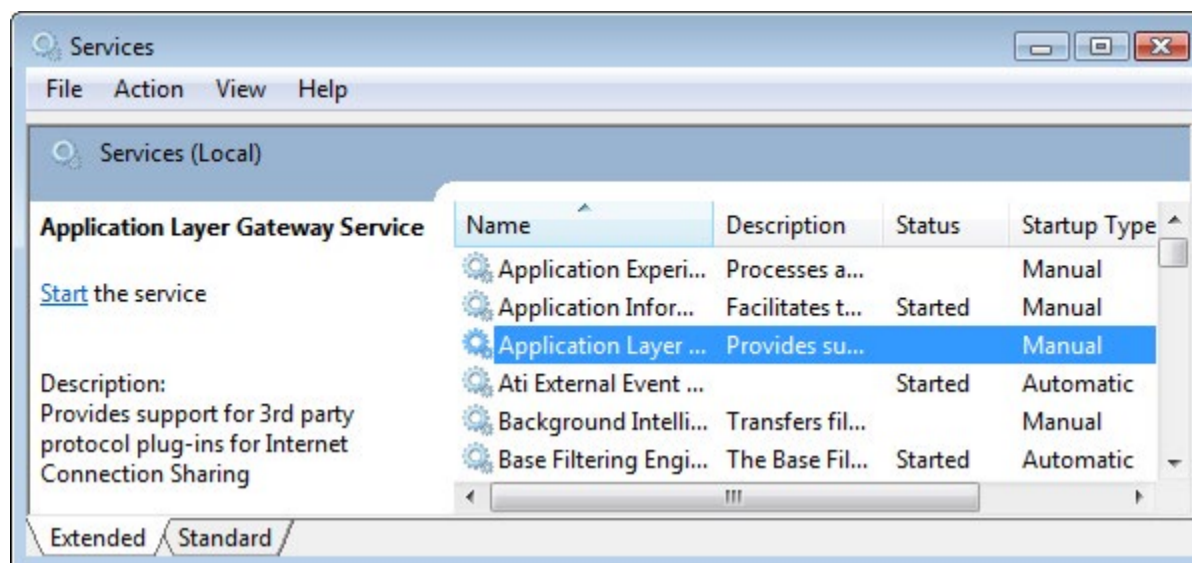 Services
File Action View Help
Services (Local)
Application Layer Gateway Service
Start the service
Description:
Provides support for 3rd party
protocol plug-ins for Internet
Connection Sharing
Name Description Status Startup Type
Application Experi... Processes a... Manual
Application Infor... Facilitates t... Started Manual
Application Layer ... Provides su... Manual
Ati External Event ... Started Automatic
Background Intelli... Transfers fil... Manual
Base Filtering Engi... The Base Fil... Started Automatic
Extended Standard